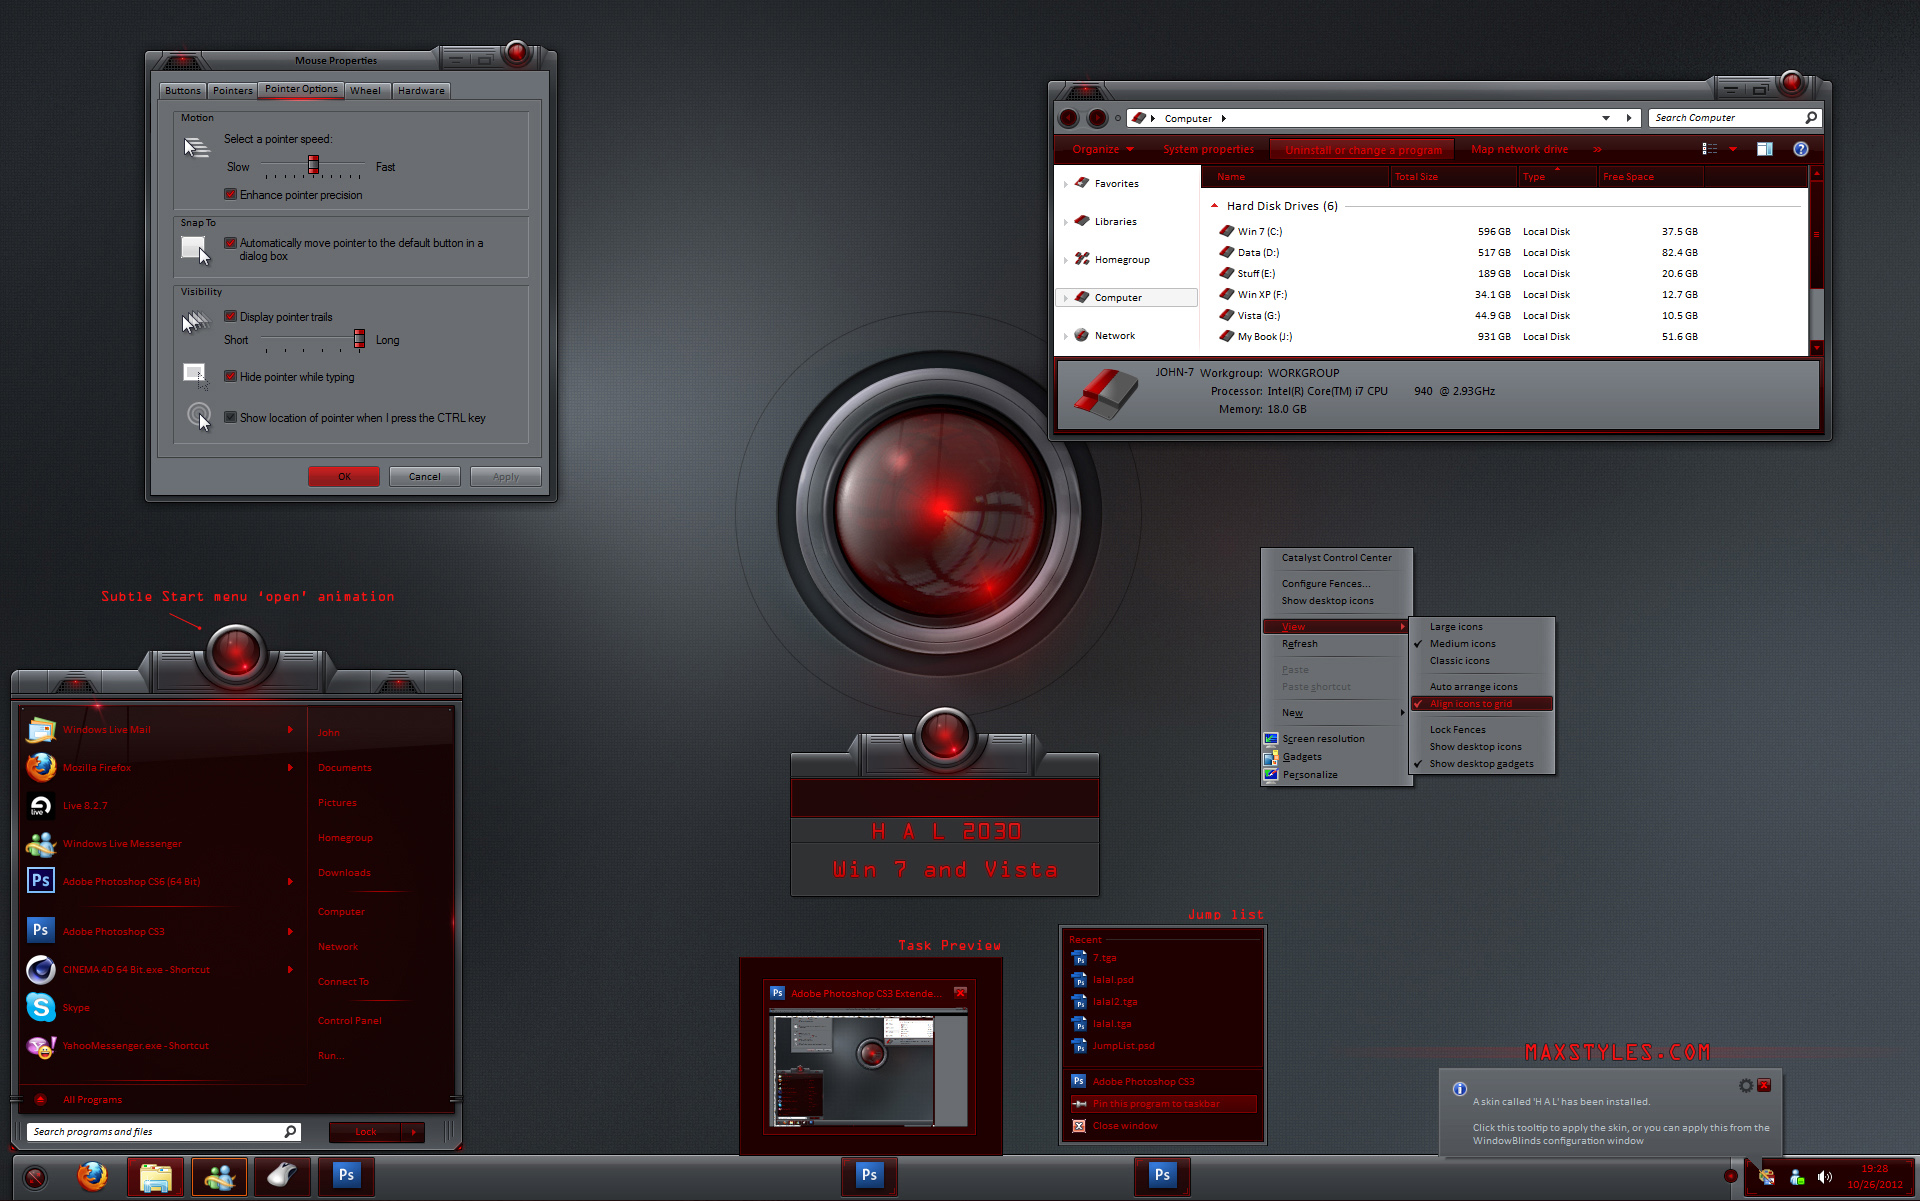 Mouse Properties
Buttons
Pointers
Pointer Options
Wheel
Hardware
Motion
Select a pointer speed:
Slow
Fast
Enhance pointer precision
Snap To
Automatically move pointer to the default button in a
dialog box
Visibility
Display pointer trails
Short
Long
Hide pointer while typing
Show location of pointer when I press the CTRL key
OK
Cancel
Apply
Computer
Search Computer
Organize
System properties
Uninstall or change a program
Map network drive
»
Name
Total Size
Type
Free Space
Favorites
Libraries
Homegroup
Computer
Network
Hard Disk Drives (6)
Win 7 (C:) 596 GB Local Disk 37.5 GB
Data (D:) 517 GB Local Disk 82.4 GB
Stuff (E:) 189 GB Local Disk 20.6 GB
Win XP (F:) 34.1 GB Local Disk 12.7 GB
Vista (G:) 44.9 GB Local Disk 10.5 GB
My Book (J:) 931 GB Local Disk 51.6 GB
JOHN-7 Workgroup: WORKGROUP
Processor: Intel(R) Core(TM) i7 CPU 940 @ 2.93GHz
Memory: 18.0 GB
Catalyst Control Center
Configure Fences...
Show desktop icons
View
Refresh
Paste
Paste shortcut
New
Screen resolution
Gadgets
Personalize
Large icons
Medium icons
Classic icons
Auto arrange icons
Align icons to grid
Lock Fences
Show desktop icons
Show desktop gadgets
Subtle Start menu 'open' animation
Windows Live Mail
Mozilla Firefox
live
Live 8.2.7
Windows Live Messenger
Ps
Adobe Photoshop CS6 (64 Bit)
Ps
Adobe Photoshop CS3
CINEMA 4D 64 Bit.exe - Shortcut
Skype
YahooMessenger.exe - Shortcut
All Programs
Search programs and files
John
Documents
Pictures
Homegroup
Downloads
Computer
Network
Connect To
Control Panel
Run...
Lock
H A L 2030
Win 7 and Vista
Task Preview
Ps
Adobe Photoshop CS3 Extende...
Jump list
Recent
7.tga
lalal.psd
lalal2.tga
lalal.tga
JumpList.psd
Ps
Adobe Photoshop CS3
Pin this program to taskbar
Close window
MAXSTYLES.COM
A skin called 'H A L' has been installed.
Click this tooltip to apply the skin, or you can apply this from the
WindowBlinds configuration window
Ps
Ps
Ps
19:28
10/26/2012